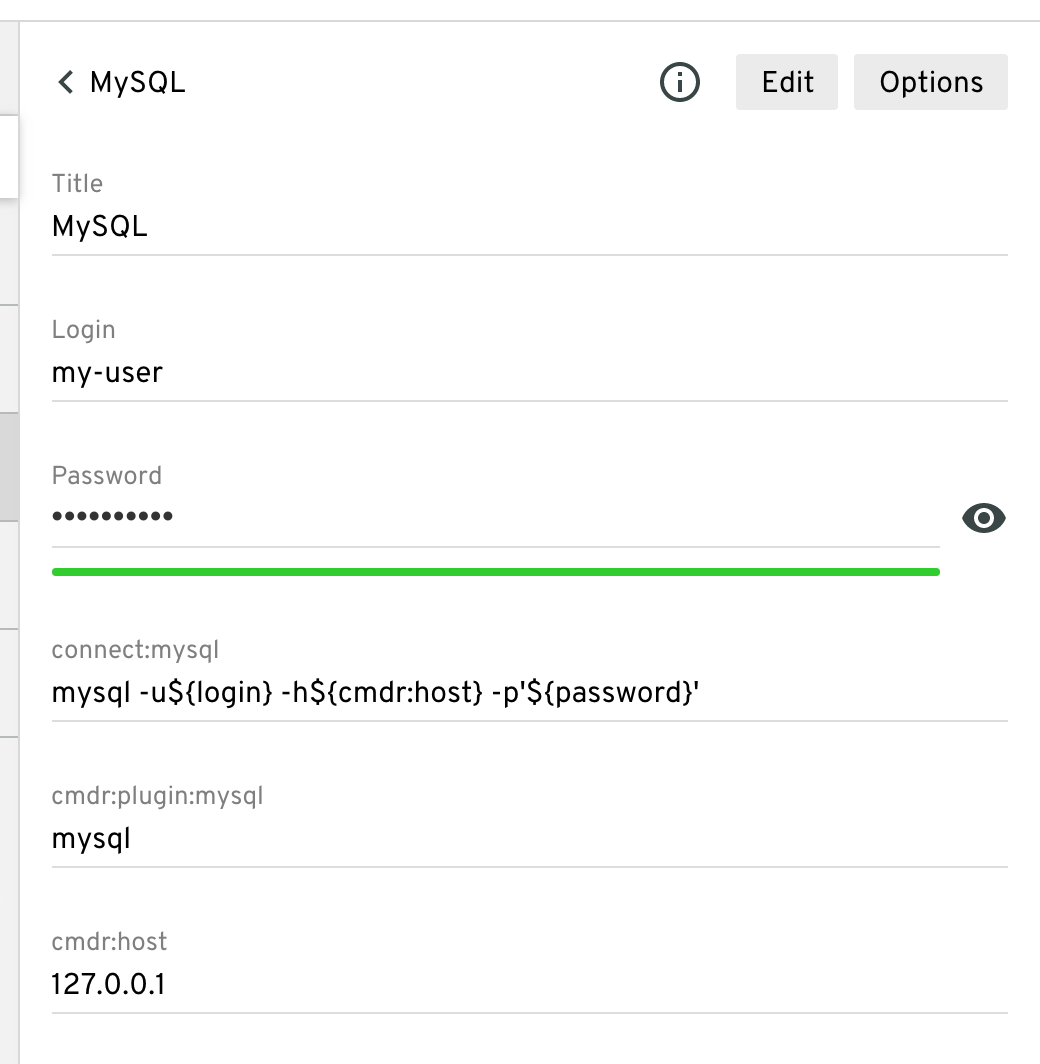 MySQL
Edit
Options
Title
MySQL
Login
my-user
Password
••••••••••
connect:mysql
mysql -u${login} -h${cmdr:host} -p'${password}'
cmdr:plugin:mysql
mysql
cmdr:host
127.0.0.1